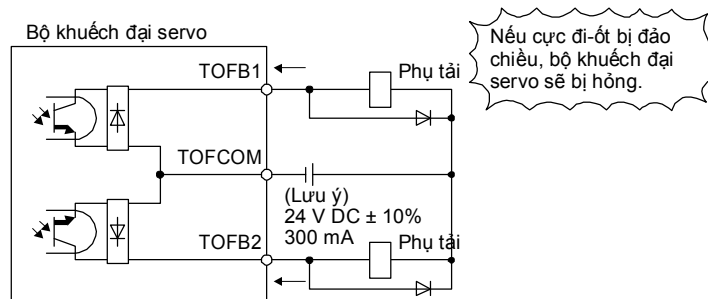 Bộ khuếch đại servo
TOFB1
Phụ tải
Nếu cực đi-ốt bị đảo
chiều, bộ khuếch đại
servo sẽ bị hỏng.
TOFCOM
(Lưu ý)
24 V DC ± 10%
300 mA
TOFB2
Phụ tải